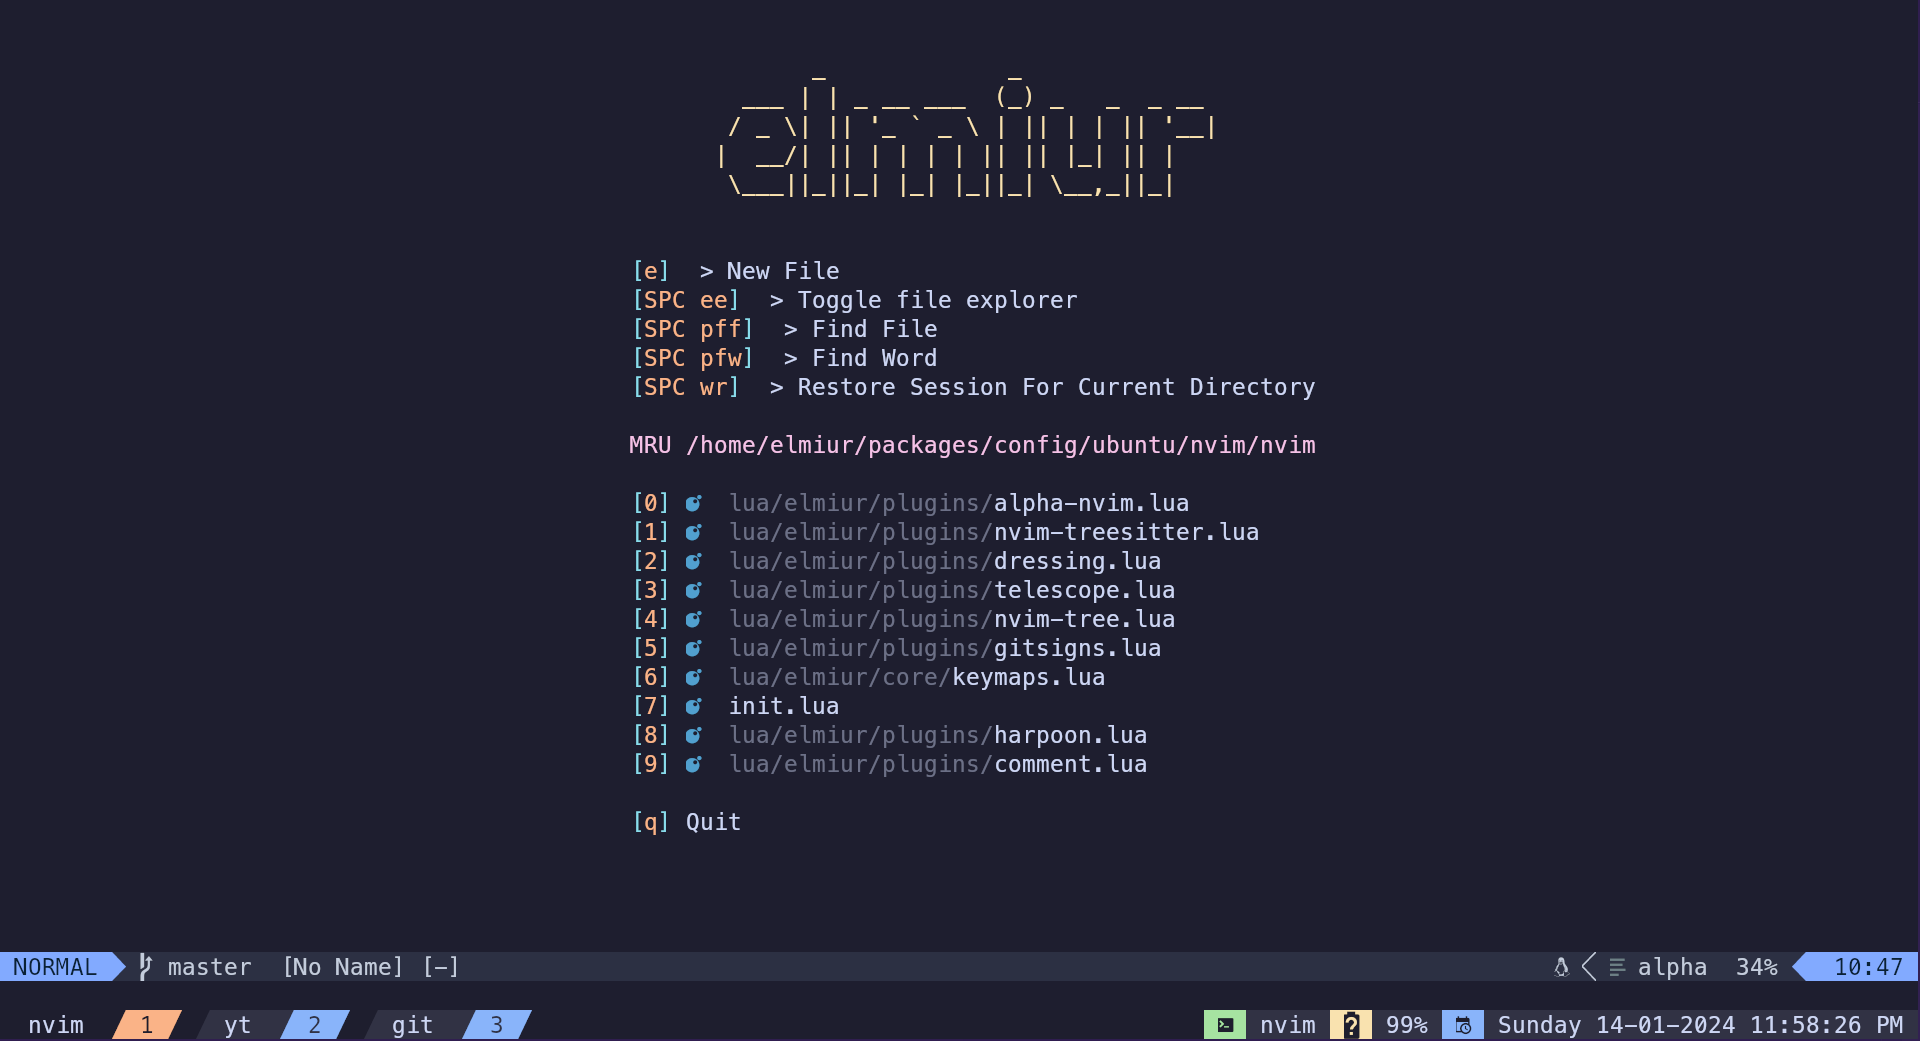 elmiur
[e]  > New File
[SPC ee]  > Toggle file explorer
[SPC pff]  > Find File
[SPC pfw]  > Find Word
[SPC wr]  > Restore Session For Current Directory
MRU /home/elmiur/packages/config/ubuntu/nvim/nvim
[0] lua/elmiur/plugins/alpha-nvim.lua
[1] lua/elmiur/plugins/nvim-treesitter.lua
[2] lua/elmiur/plugins/dressing.lua
[3] lua/elmiur/plugins/telescope.lua
[4] lua/elmiur/plugins/nvim-tree.lua
[5] lua/elmiur/plugins/gitsigns.lua
[6] lua/elmiur/core/keymaps.lua
[7] init.lua
[8] lua/elmiur/plugins/harpoon.lua
[9] lua/elmiur/plugins/comment.lua
[q] Quit
NORMAL master [No Name] [-] alpha 34% 10:47
nvim 1 yt 2 git 3 nvim 99% Sunday 14-01-2024 11:58:26 PM